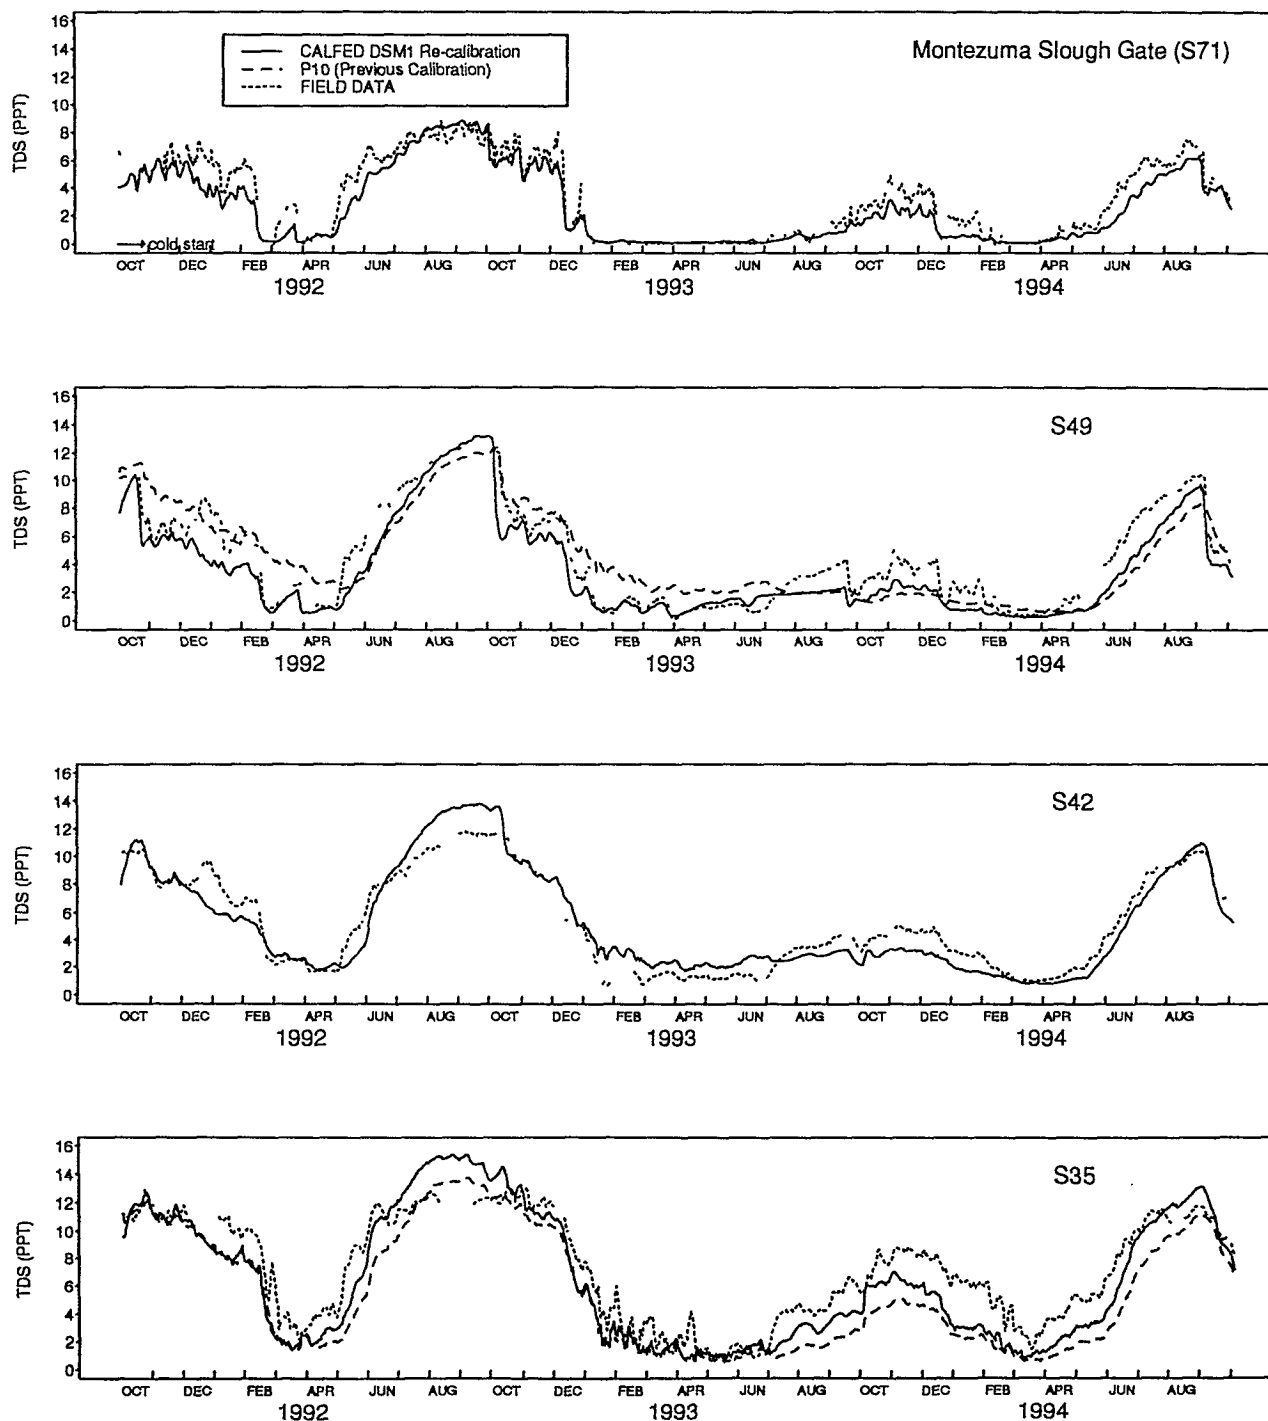 16
14
12
10
8
6
4
2
0
TDS (PPT)
CALFED DSM1 Re-calibration
P10 (Previous Calibration)
FIELD DATA
Montezuma Slough Gate (S71)
cold start
OCT DEC FEB APR JUN AUG OCT DEC FEB APR JUN AUG OCT DEC FEB APR JUN AUG
1992 1993 1994
16
14
12
10
8
6
4
2
0
TDS (PPT)
S49
OCT DEC FEB APR JUN AUG OCT DEC FEB APR JUN AUG OCT DEC FEB APR JUN AUG
1992 1993 1994
16
14
12
10
8
6
4
2
0
TDS (PPT)
S42
OCT DEC FEB APR JUN AUG OCT DEC FEB APR JUN AUG OCT DEC FEB APR JUN AUG
1992 1993 1994
16
14
12
10
8
6
4
2
0
TDS (PPT)
S35
OCT DEC FEB APR JUN AUG OCT DEC FEB APR JUN AUG OCT DEC FEB APR JUN AUG
1992 1993 1994